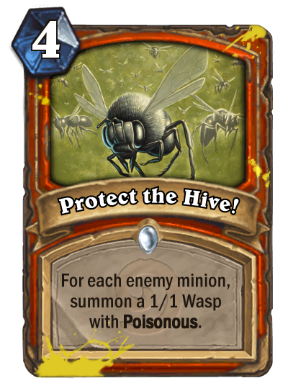 4
Protect the Hive!
For each enemy minion,
summon a 1/1 Wasp
with Poisonous.